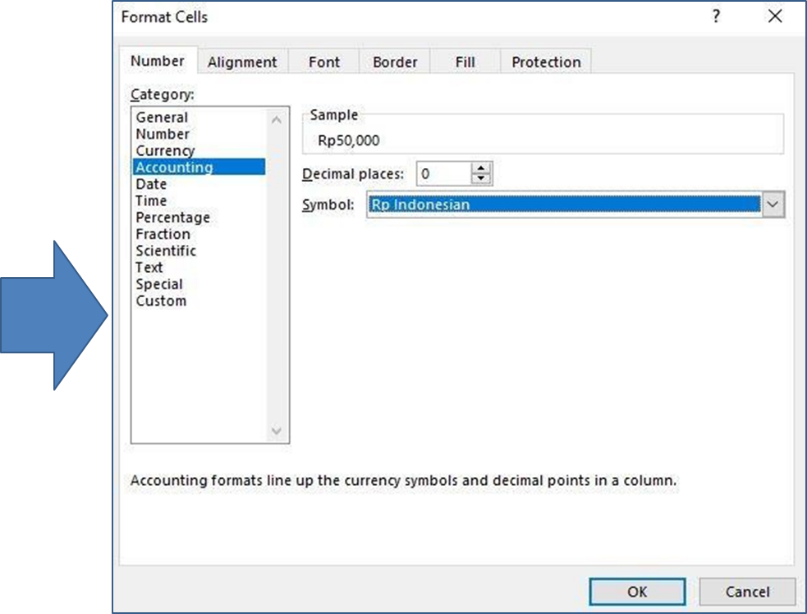 Format Cells
?
Number Alignment Font Border Fill Protection
Category:
General
Number
Currency
Accounting
Date
Time
Percentage
Fraction
Scientific
Text
Special
Custom
Sample
Rp50,000
Decimal places: 0
Symbol: Rp Indonesian
Accounting formats line up the currency symbols and decimal points in a column.
OK Cancel